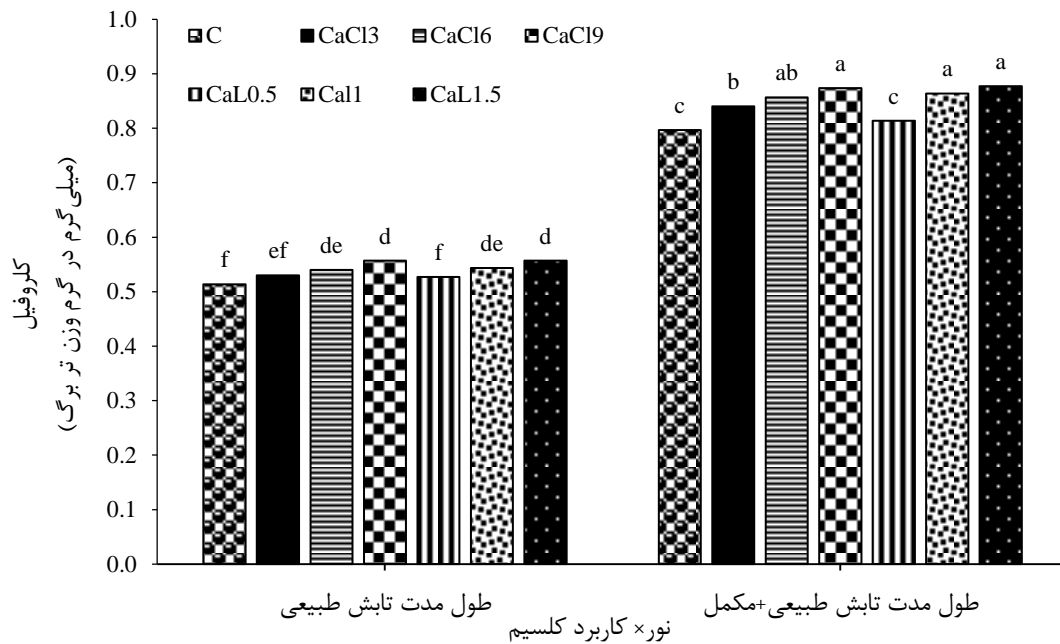 1.0
0.9
0.8
0.7
0.6
0.5
0.4
0.3
0.2
0.1
0.0
کلروفیل
(میلی گرم در گرم وزن تر برگ)
C CaCl3 CaCl6 CaCl9
CaL0.5 Cal1 CaL1.5
f ef de d f de d
c b ab a c a a
طول مدت تابش طبیعی
طول مدت تابش طبیعی+مکمل
نور× کاربرد کلسیم